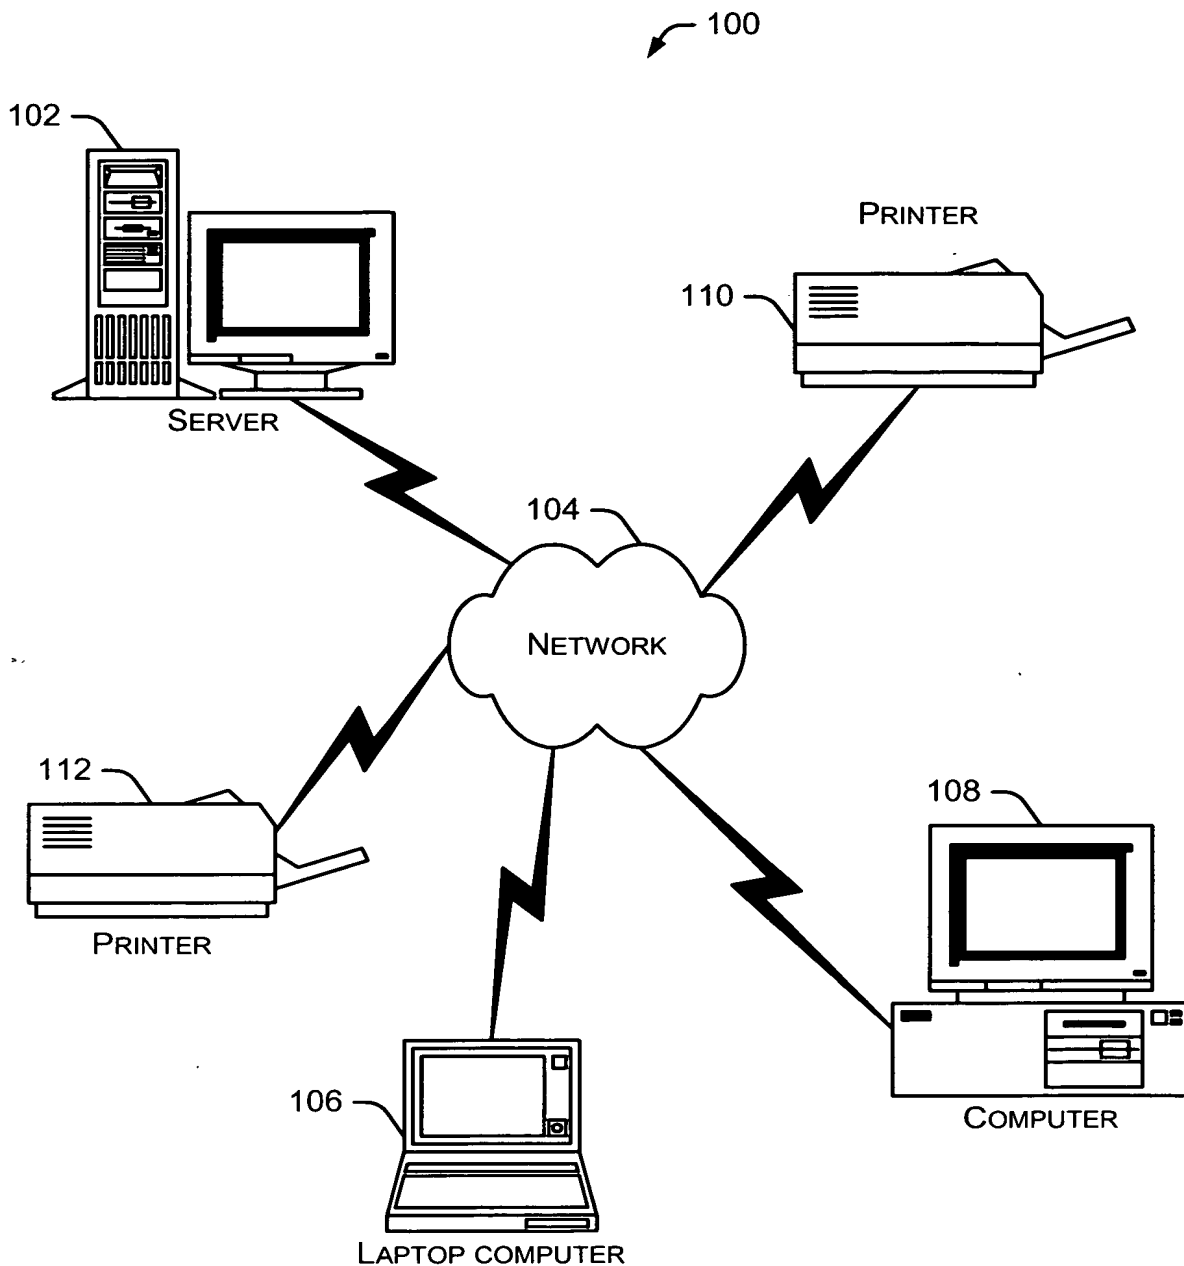 100
102
PRINTER
110
SERVER
104
NETWORK
112
108
PRINTER
106
COMPUTER
LAPTOP COMPUTER